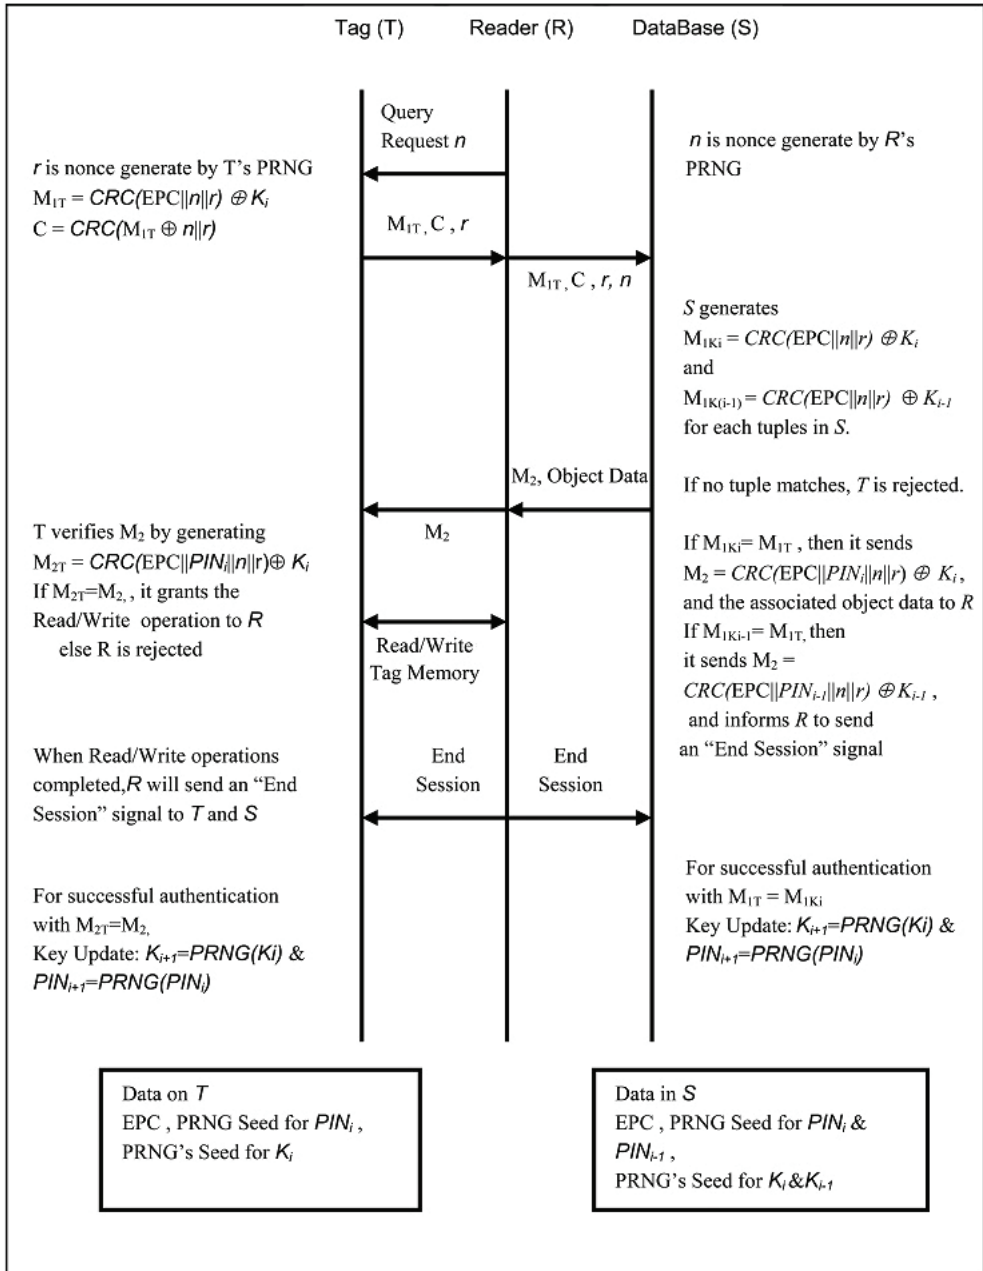 Tag (T) Reader (R) DataBase (S)
Query
Request n
n is nonce generate by R's
PRNG
r is nonce generate by T's PRNG
M1T = CRC(EPC||n||r) ⊕ Ki
C = CRC(M1T ⊕ n||r)
M1T, C , r
M1T, C , r, n
S generates
M1Ki = CRC(EPC||n||r) ⊕ Ki
and
M1K(i-1) = CRC(EPC||n||r) ⊕ Ki-1
for each tuples in S.
M2, Object Data
If no tuple matches, T is rejected.
M2
T verifies M2 by generating
M2T = CRC(EPC||PINi||n||r)⊕ Ki
If M2T=M2, , it grants the
Read/Write operation to R
else R is rejected
If M1Ki= M1T , then it sends
M2 = CRC(EPC||PINi||n||r) ⊕ Ki ,
and the associated object data to R
If M1Ki-1= M1T, then
it sends M2 =
CRC(EPC||PINi-1||n||r) ⊕Ki-1 ,
and informs R to send
an “End Session” signal
Read/Write
Tag Memory
When Read/Write operations
completed,R will send an “End
Session” signal to T and S
End
Session
End
Session
For successful authentication
with M2T=M2,
Key Update: Ki+1=PRNG(Ki) &
PINi+1=PRNG(PINi)
For successful authentication
with M1T = M1Ki
Key Update: Ki+1=PRNG(Ki) &
PINi+1=PRNG(PINi)
Data on T
EPC , PRNG Seed for PINi ,
PRNG's Seed for Ki
Data in S
EPC , PRNG Seed for PINi &
PINi-1 ,
PRNG's Seed for Ki &Ki-1